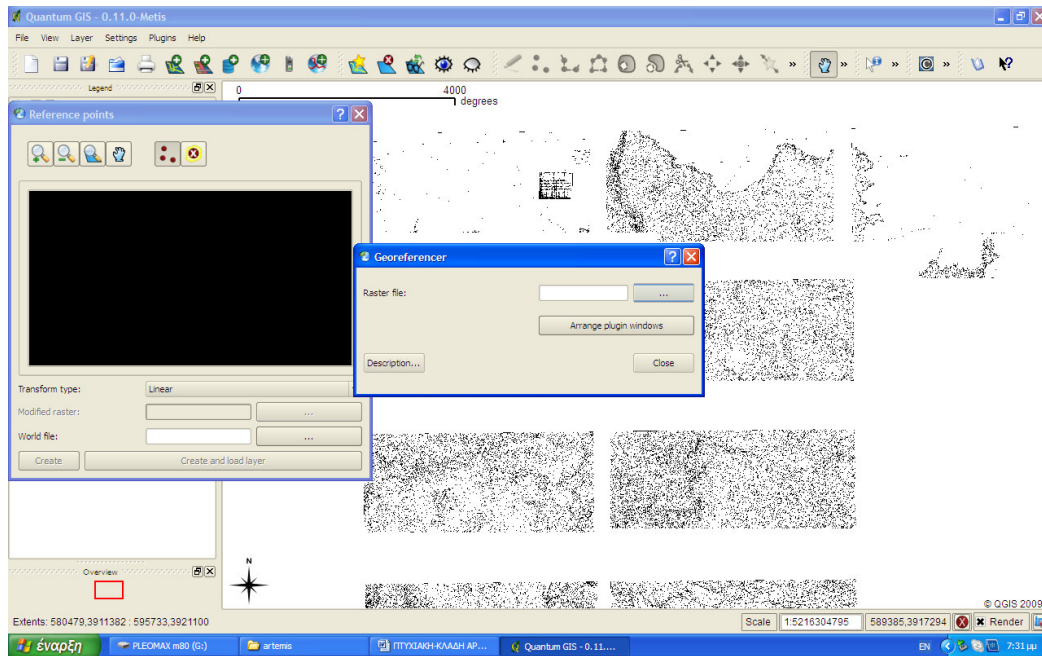 Quantum GIS - 0.11.0-Metis
File View Layer Settings Plugins Help
Legend
0 4000
degrees
Reference points
Georeferencer
Raster file:
...
Arrange plugin windows
Description...
Close
Transform type:
Linear
Modified raster:
...
World file:
...
Create
Create and load layer
Overview
N
© QGIS 2009
Extents: 580479,3911382 : 595733,3921100
Scale 1:5216304795 589385,3917294 Render
έναρξη
PLEOMAX m80 (G:)
artemis
ΠΤΥΧΙΑΚΗ-ΚΛΑΔΗ ΑΡ...
Quantum GIS - 0.11....
EN
7:31 μμ